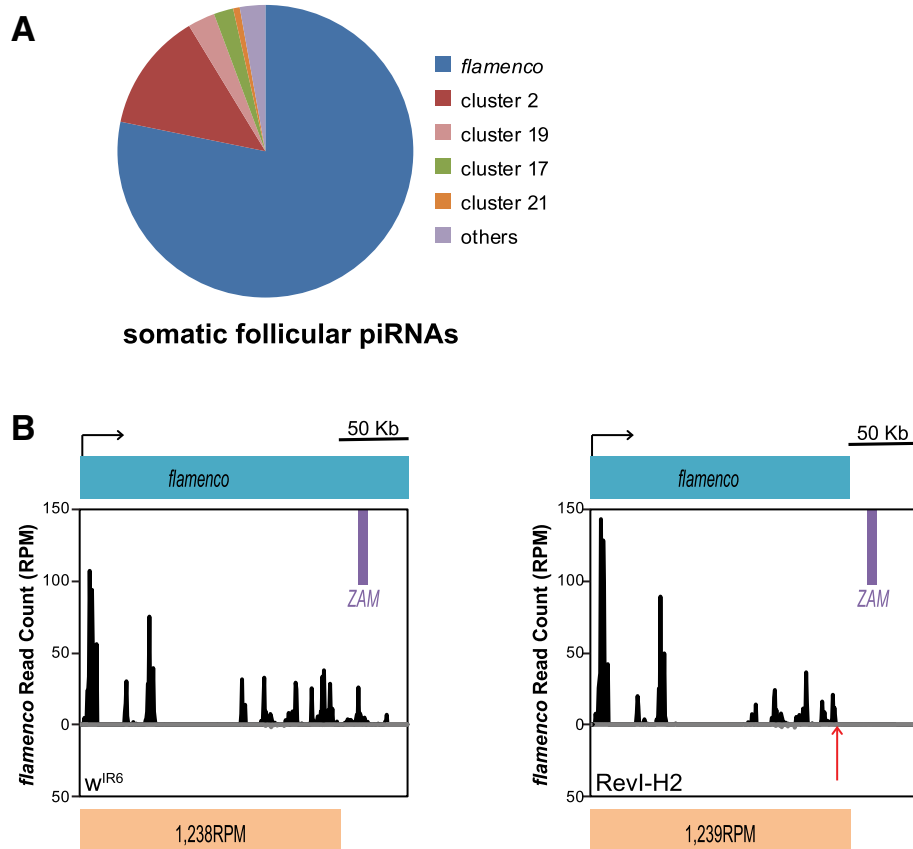 A
flamenco
cluster 2
cluster 19
cluster 17
cluster 21
others
somatic follicular piRNAs
B
50 Kb
flamenco
flamenco Read Count (RPM)
150
100
50
0
50
ZAM
wIR6
1,238RPM
50 Kb
flamenco
flamenco Read Count (RPM)
150
100
50
0
50
ZAM
RevI-H2
1,239RPM